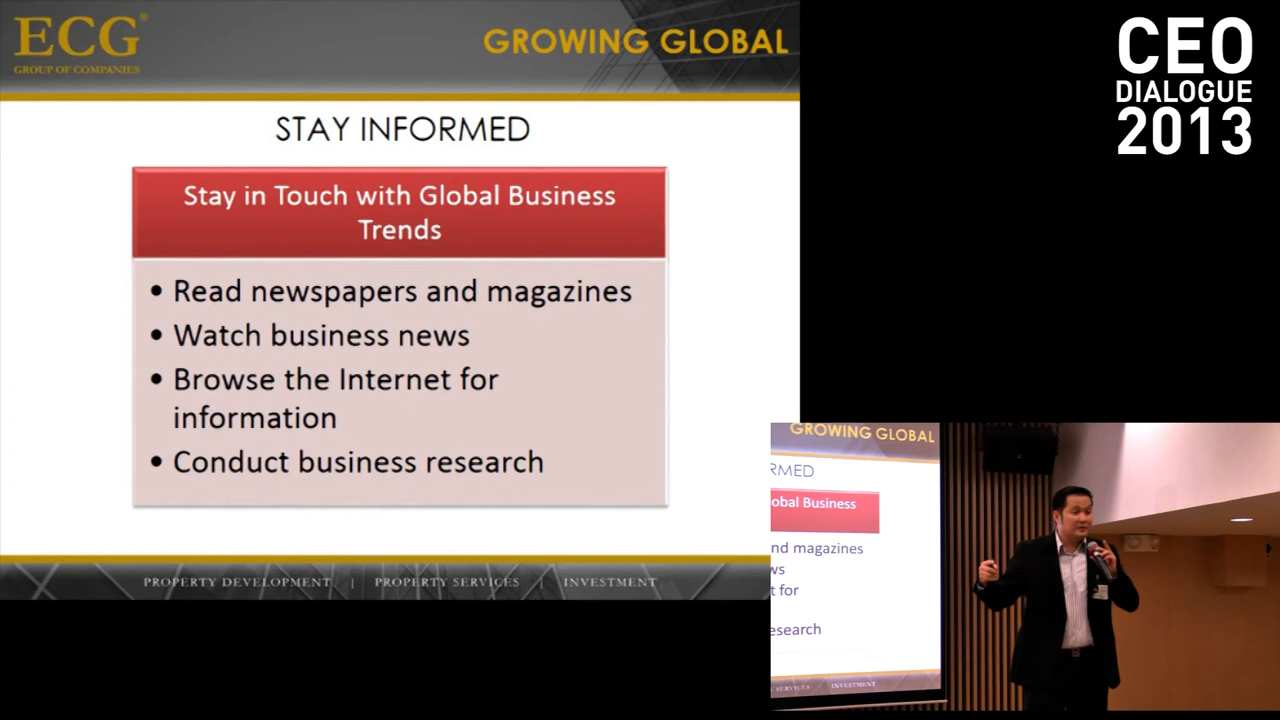 ECG®
GROUP OF COMPANIES
GROWING GLOBAL
CEO
DIALOGUE
2013
STAY INFORMED
Stay in Touch with Global Business
Trends
• Read newspapers and magazines
• Watch business news
• Browse the Internet for
information
• Conduct business research
PROPERTY DEVELOPMENT | PROPERTY SERVICES | INVESTMENT
GROWING GLOBAL
RMED
obal Business
nd magazines
ws
t for
esearch
SERVICES INVESTMENT